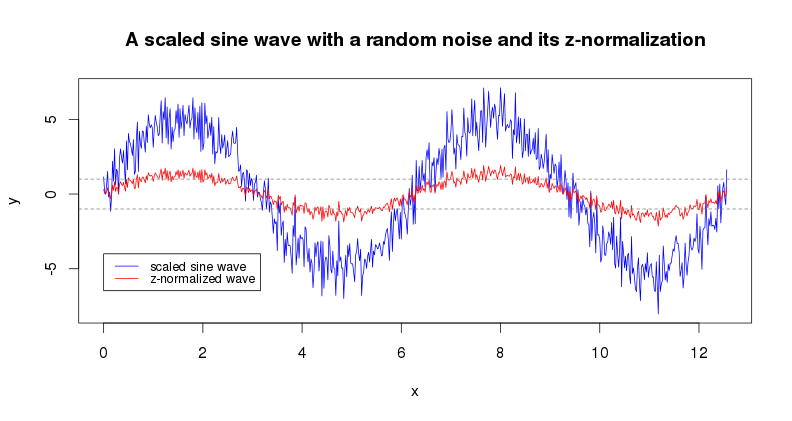 A scaled sine wave with a random noise and its z-normalization
y
5
0
-5
scaled sine wave
z-normalized wave
0 2 4 6 8 10 12
x